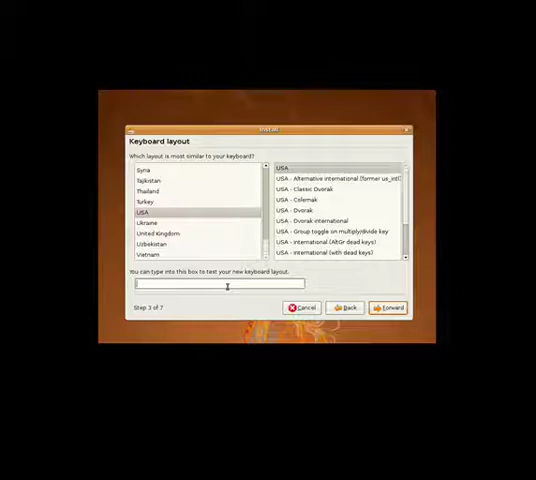 Install
Keyboard layout
Which layout is most similar to your keyboard?
Syria
Tajikistan
Thailand
Turkey
USA
Ukraine
United Kingdom
Uzbekistan
Vietnam
USA
USA - Alternative international (former us_intl)
USA - Classic Dvorak
USA - Colemak
USA - Dvorak
USA - Dvorak international
USA - Group toggle on multiply/divide key
USA - International (AltGr dead keys)
USA - International (with dead keys)
You can type into this box to test your new keyboard layout.
Step 3 of 7
Cancel
Back
Forward